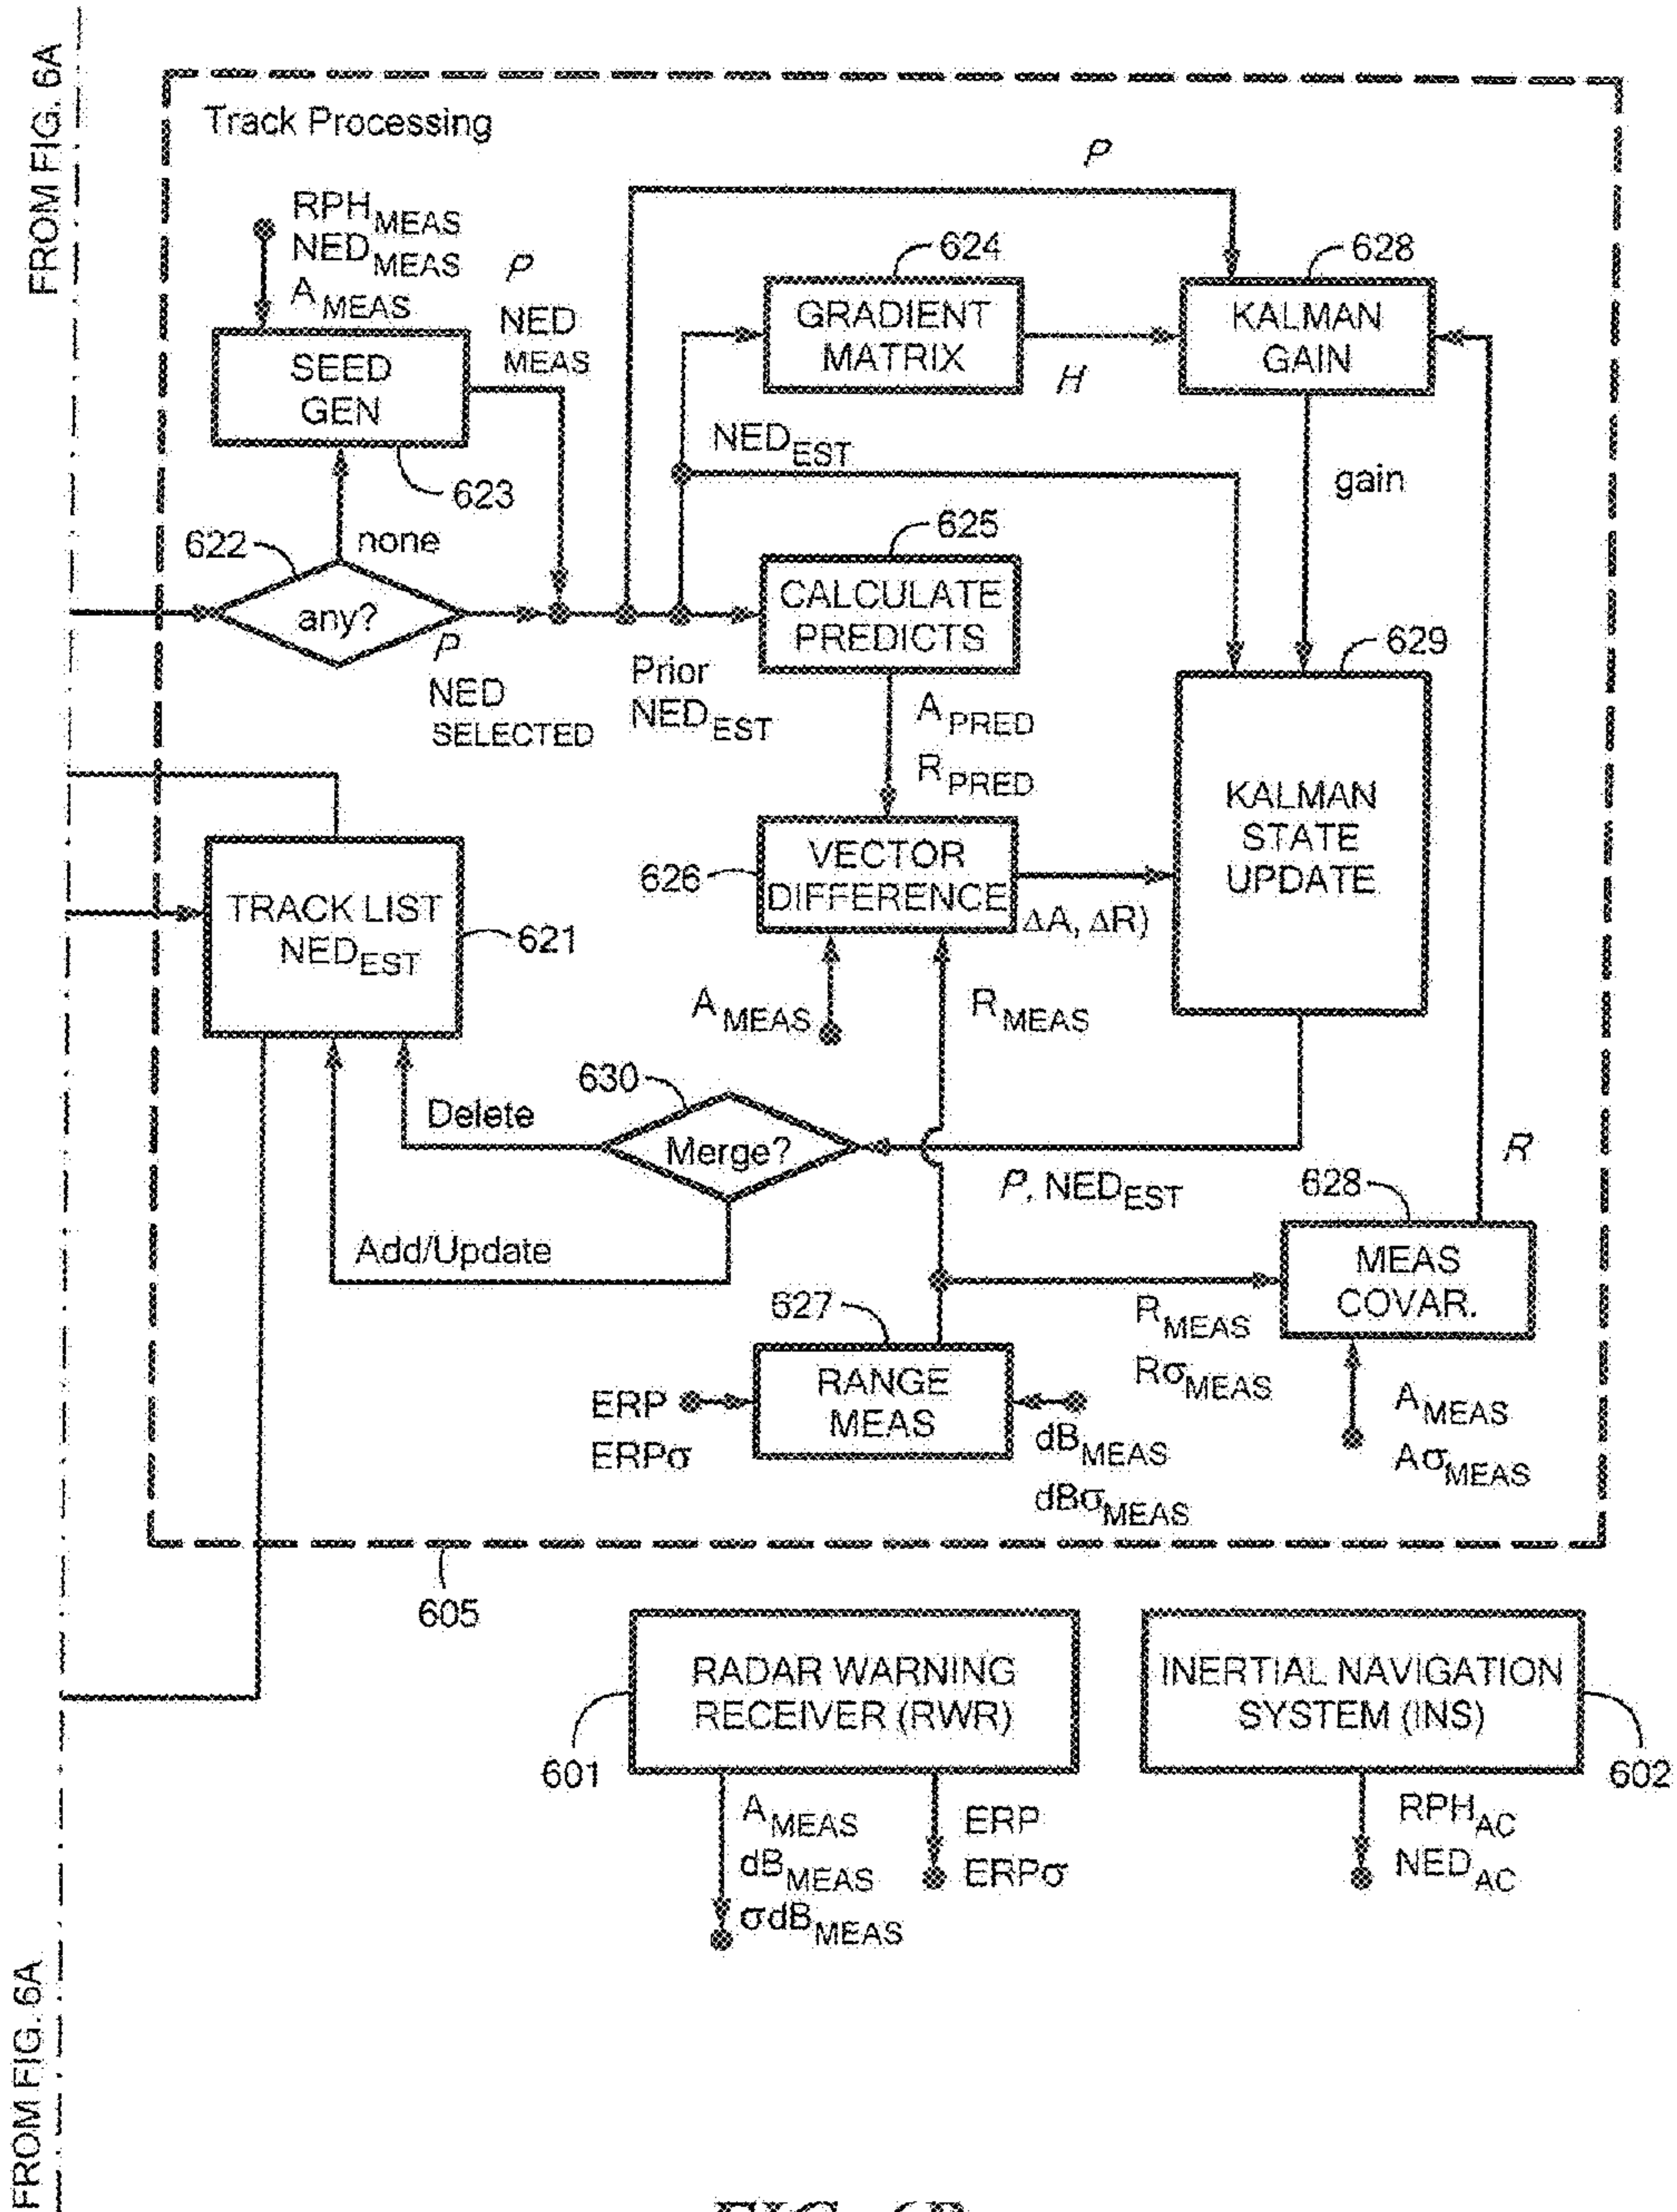 FROM FIG. 6A
Track Processing
P
RPH MEAS
NED MEAS
A MEAS
P
NED
MEAS
624
628
SEED
GEN
GRADIENT
MATRIX
KALMAN
GAIN
H
623
NED EST
gain
622
none
625
any?
CALCULATE
PREDICTS
P
NED
SELECTED
Prior
NED EST
629
A PRED
R PRED
KALMAN
STATE
UPDATE
626
VECTOR
DIFFERENCE
ΔA, ΔR)
TRACK LIST
NED EST
621
A MEAS
R MEAS
630
Delete
Merge?
P, NED EST
R
628
Add/Update
MEAS
COVAR.
627
R MEAS
Rσ MEAS
RANGE
MEAS
ERP
ERPσ
dB MEAS
dBσ MEAS
A MEAS
Aσ MEAS
605
RADAR WARNING
RECEIVER (RWR)
601
INERTIAL NAVIGATION
SYSTEM (INS)
602
A MEAS
dB MEAS
σdB MEAS
ERP
ERPσ
RPH AC
NED AC
FROM FIG. 6A